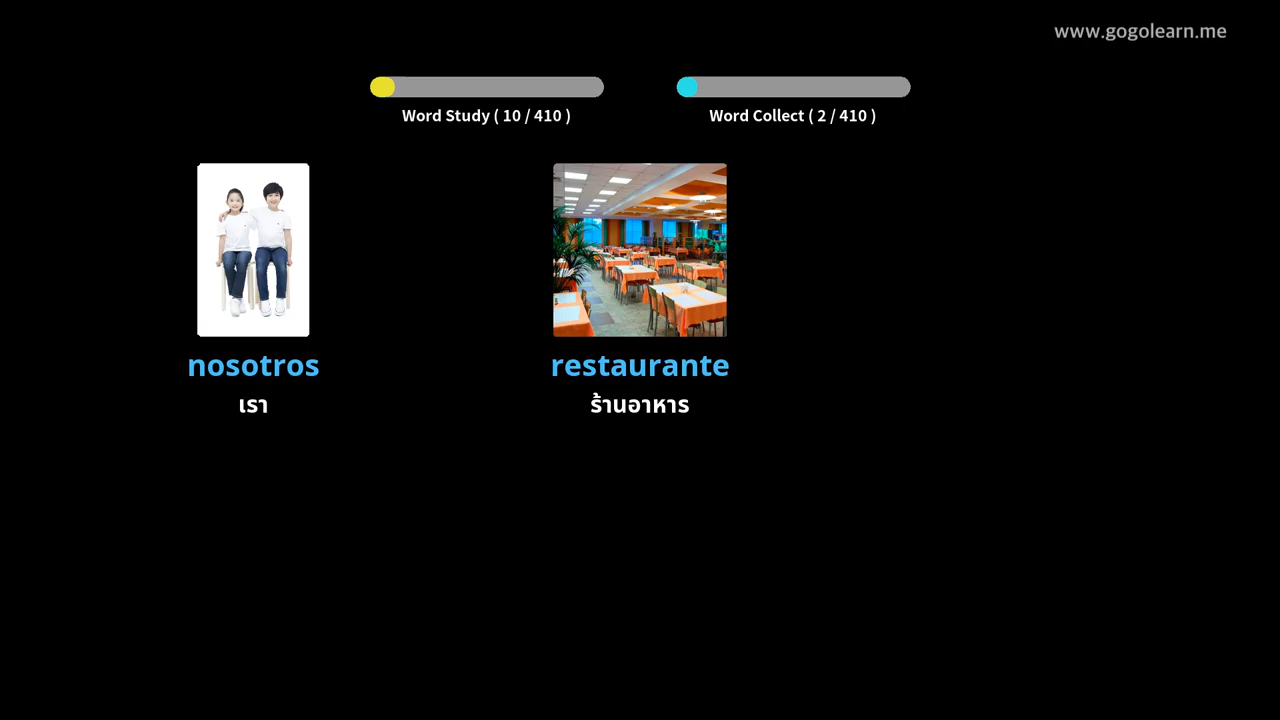 www.gogolearn.me
Word Study ( 10 / 410 )
Word Collect ( 2 / 410 )
nosotros
เรา
restaurante
ร้านอาหาร